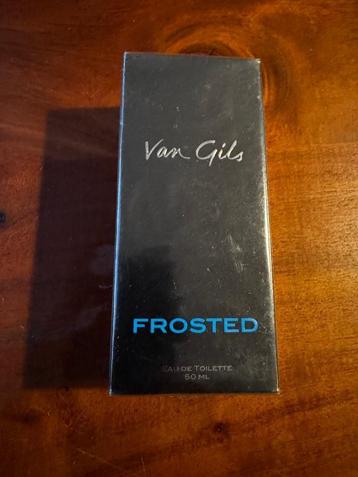 Van Gils
FROSTED
EAU DE TOILETTE
50 ML